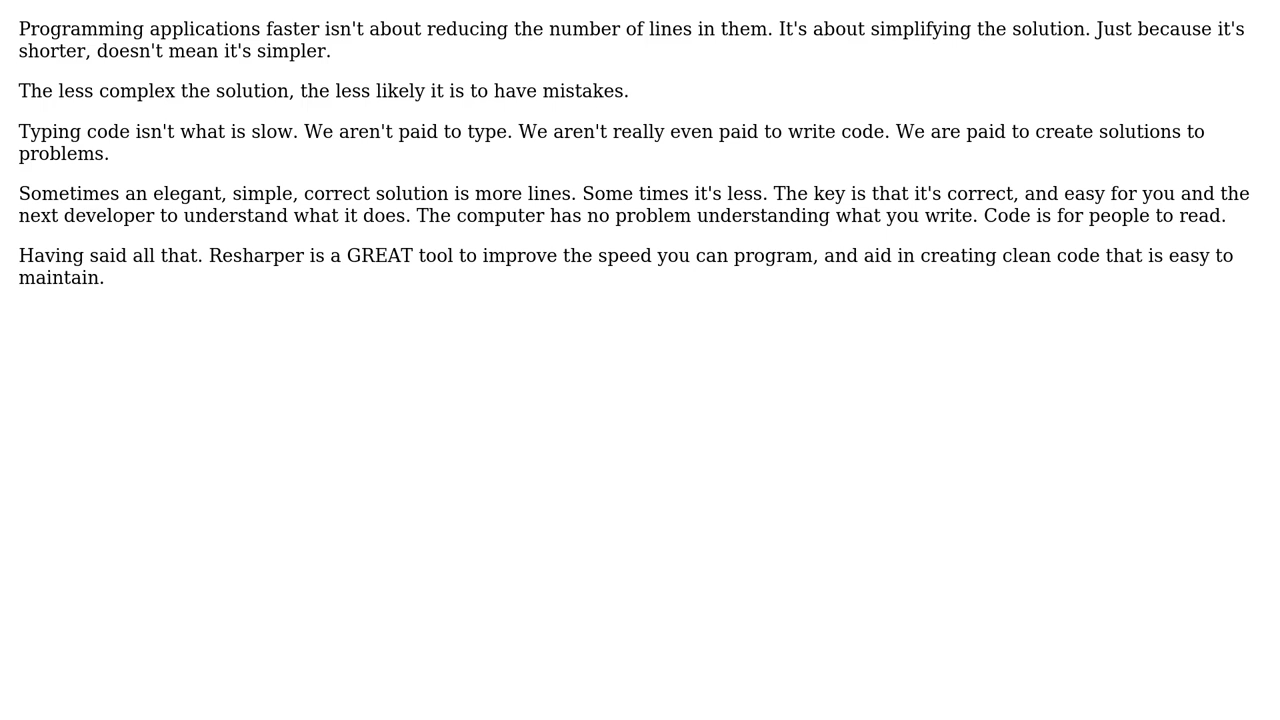 Programming applications faster isn't about reducing the number of lines in them. It's about simplifying the solution. Just because it's
shorter, doesn't mean it's simpler.
The less complex the solution, the less likely it is to have mistakes.
Typing code isn't what is slow. We aren't paid to type. We aren't really even paid to write code. We are paid to create solutions to
problems.
Sometimes an elegant, simple, correct solution is more lines. Some times it's less. The key is that it's correct, and easy for you and the
next developer to understand what it does. The computer has no problem understanding what you write. Code is for people to read.
Having said all that. Resharper is a GREAT tool to improve the speed you can program, and aid in creating clean code that is easy to
maintain.